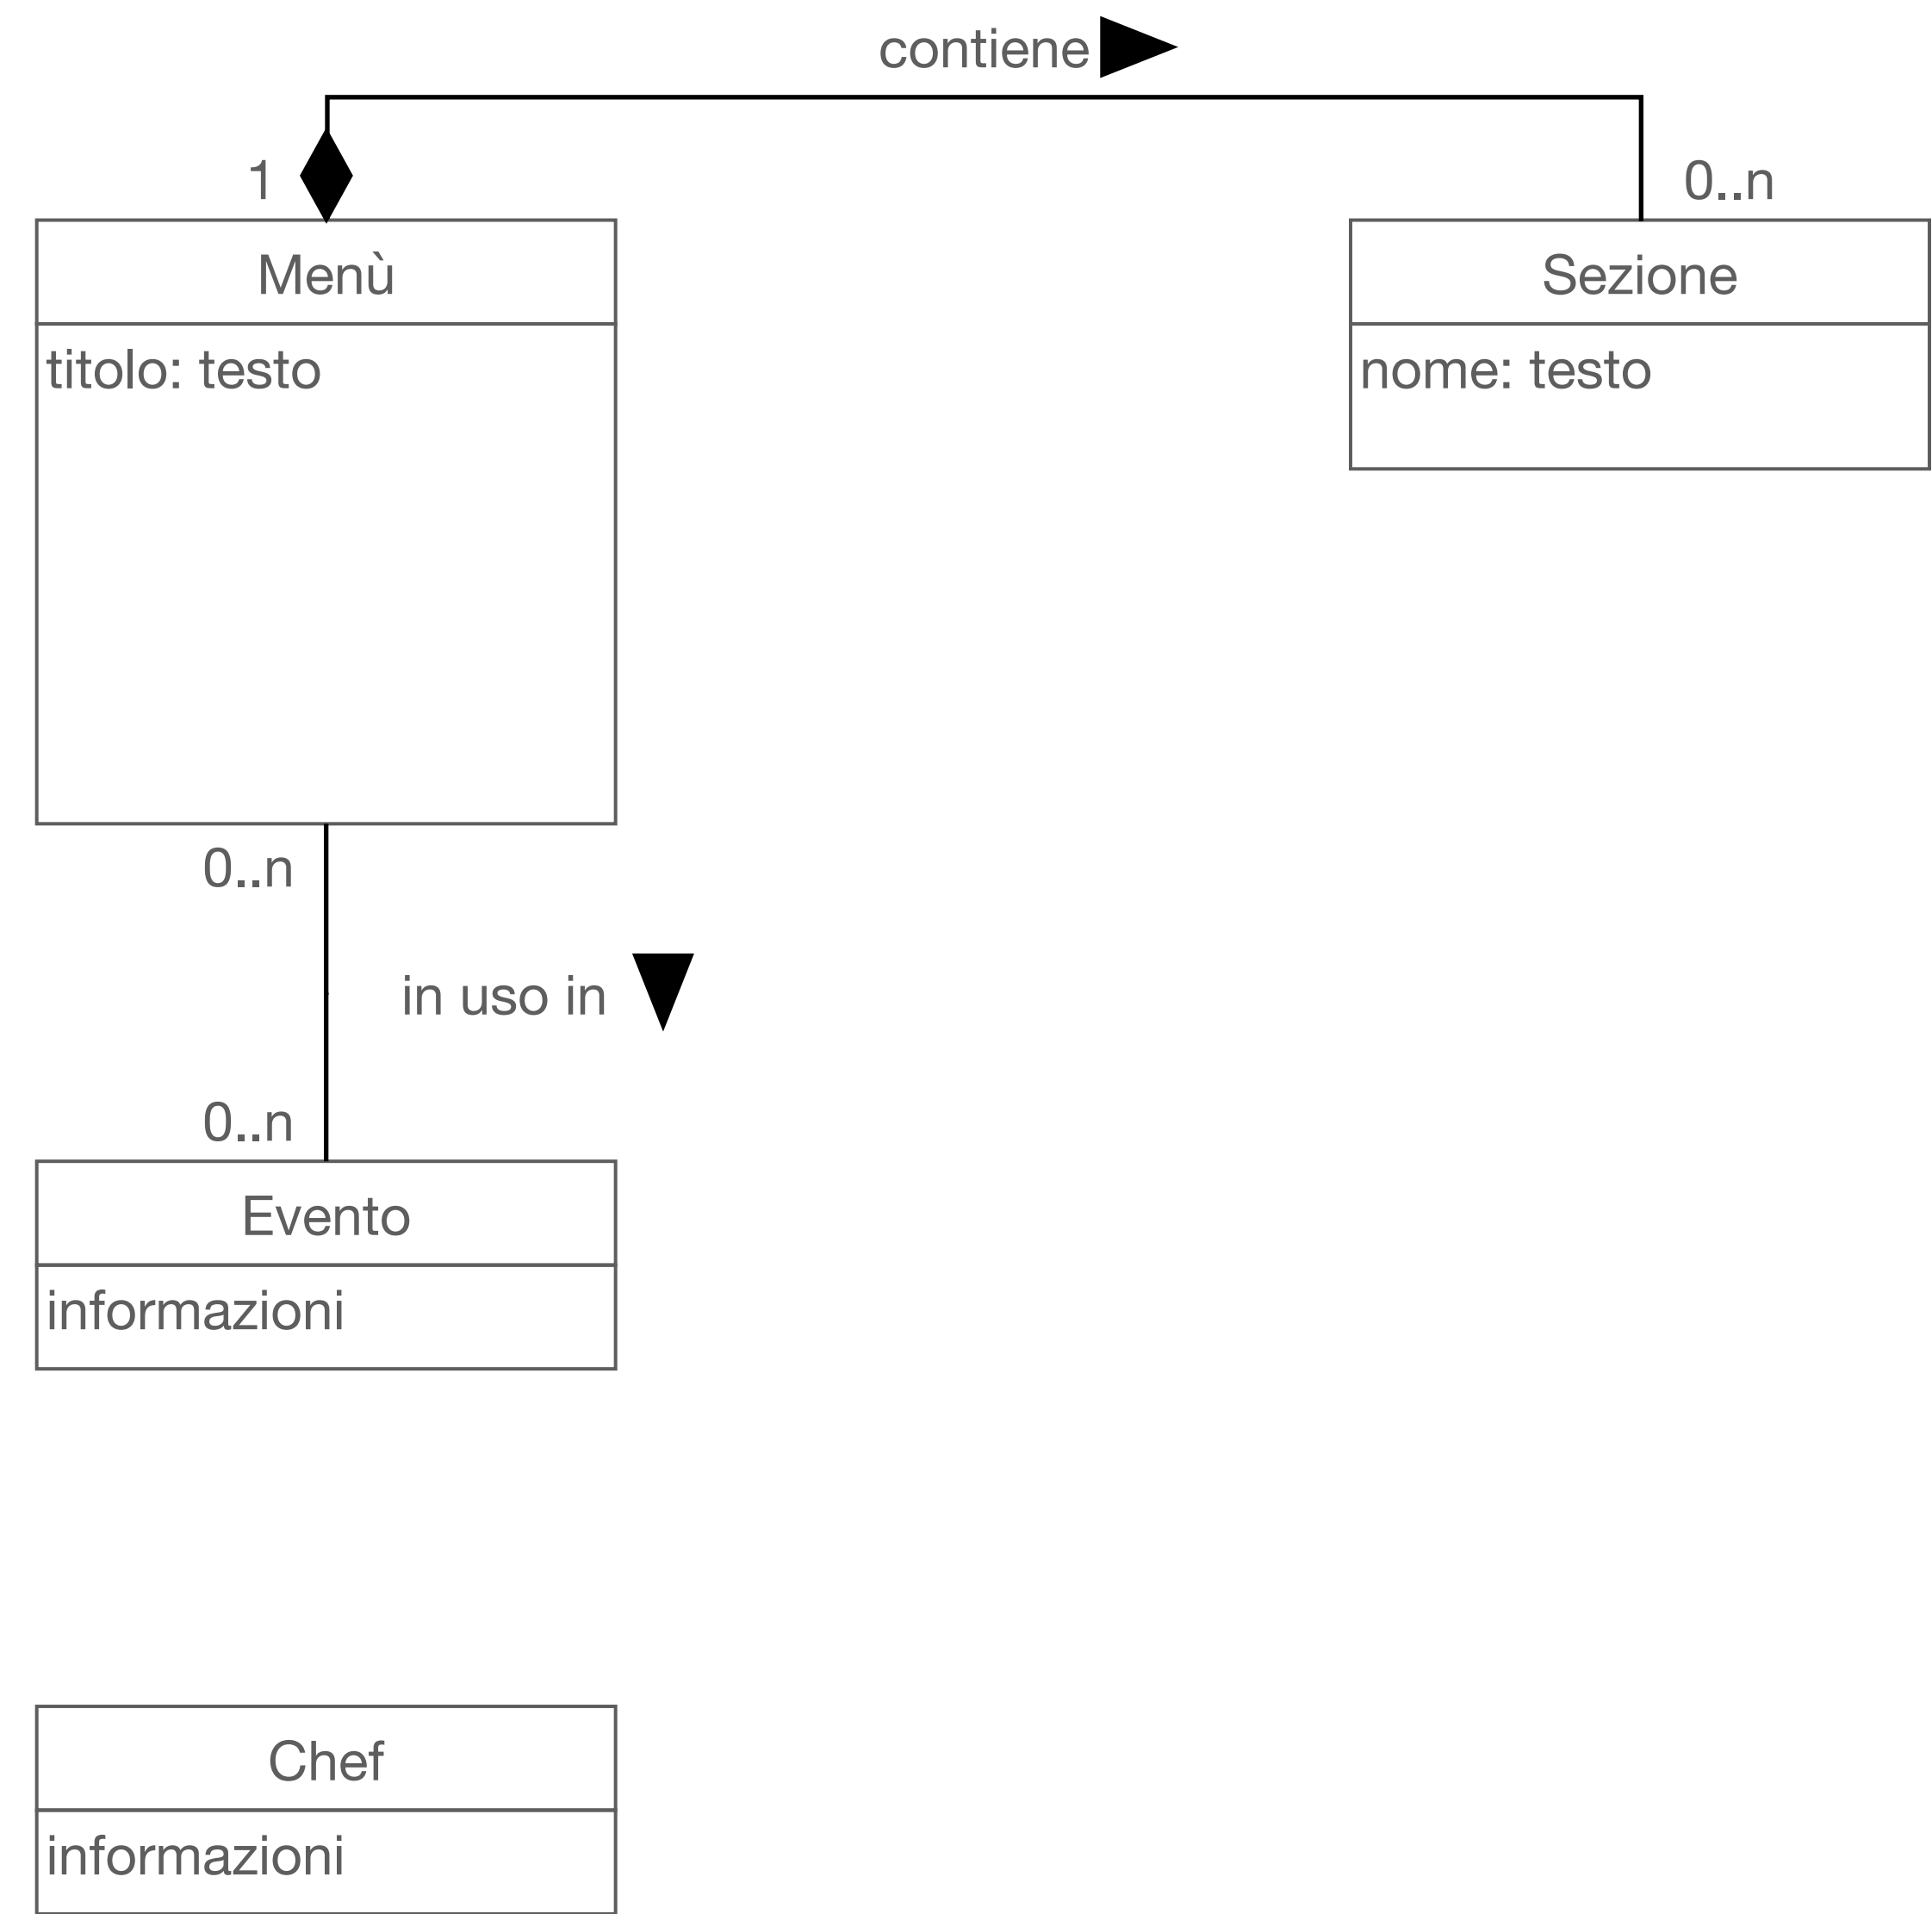 contiene
1
0..n
Menù
Sezione
titolo: testo
nome: testo
0..n
in uso in
0..n
Evento
informazioni
Chef
informazioni